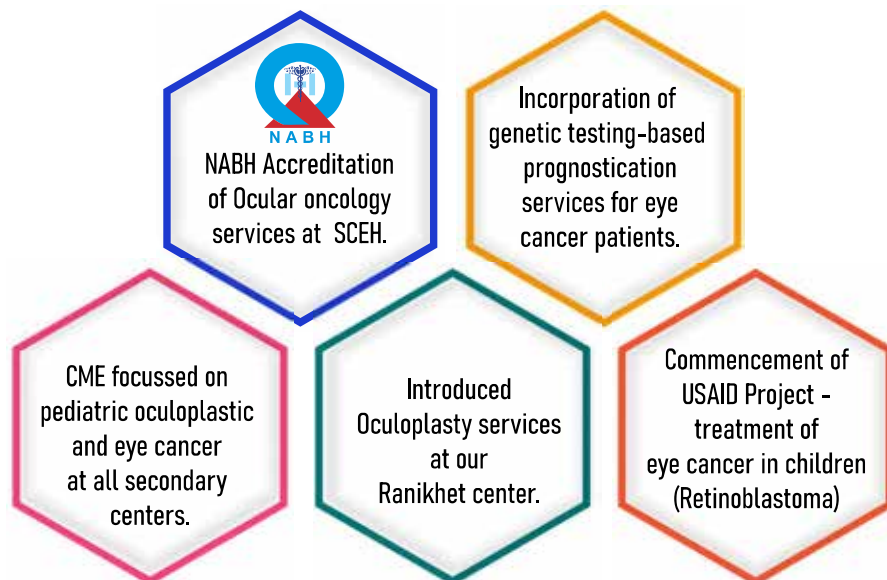 NABH
NABH Accreditation
of Ocular oncology
services at SCEH.
Incorporation of
genetic testing-based
prognostication
services for eye
cancer patients.
CME focussed on
pediatric oculoplastic
and eye cancer
at all secondary
centers.
Introduced
Oculoplasty services
at our
Ranikhet center.
Commencement of
USAID Project -
treatment of
eye cancer in children
(Retinoblastoma)